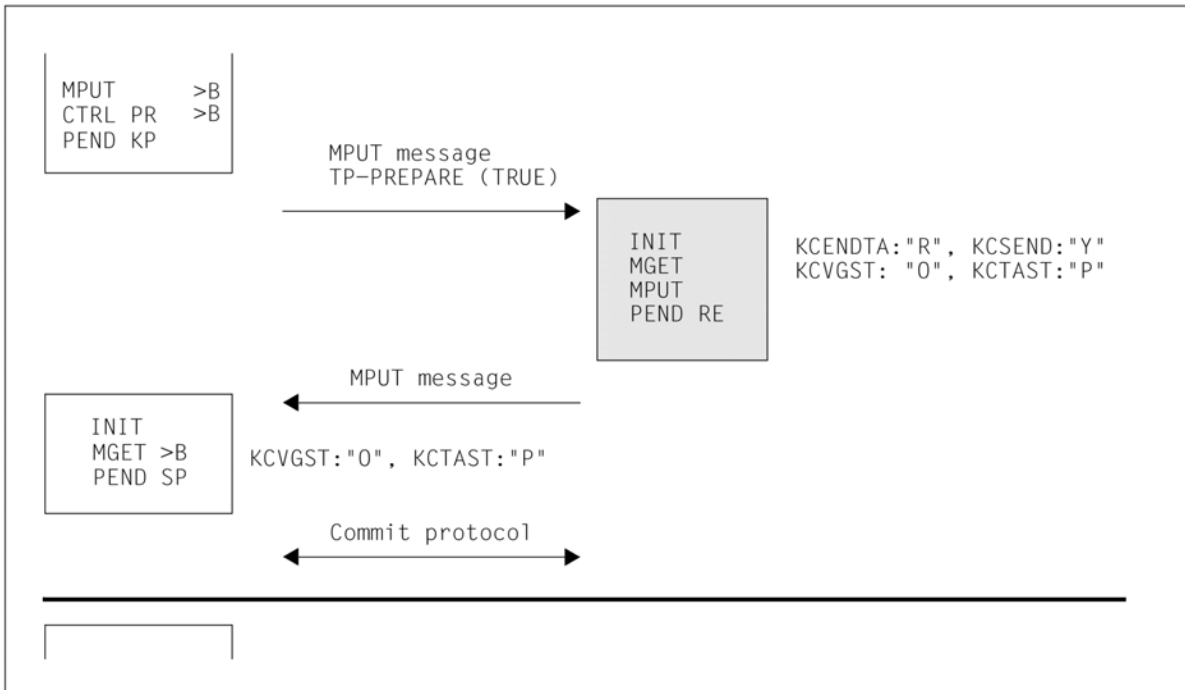 MPUT >B
CTRL PR >B
PEND KP
MPUT message
TP-PREPARE (TRUE)
INIT
MGET
MPUT
PEND RE
KCENDTA:"R", KCSEND:"Y"
KCVGST: "O", KCTAST:"P"
MPUT message
INIT
MGET >B
PEND SP
KCVGST:"O", KCTAST:"P"
Commit protocol